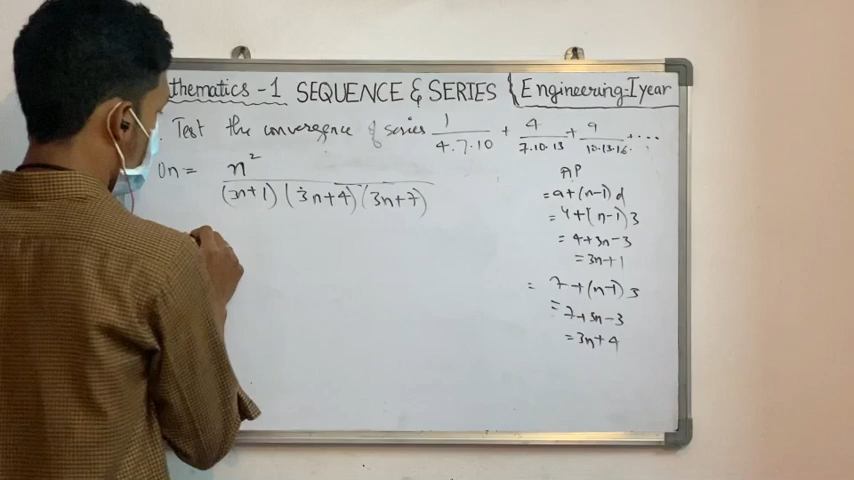 thematics - 1 SEQUENCE & SERIES { Engineering-I year
. Test the convergence of series 1/4.7.10 + 4/7.10.13 + 9/10.13.16 + ...
Un = n²/(3n+1) (3n+4) (3n+7)
AP
= a+(n-1) d
= 4+(n-1) 3
= 4+3n-3
= 3n+1
= 7+(n-1) 3
= 7+3n-3
= 3n+4